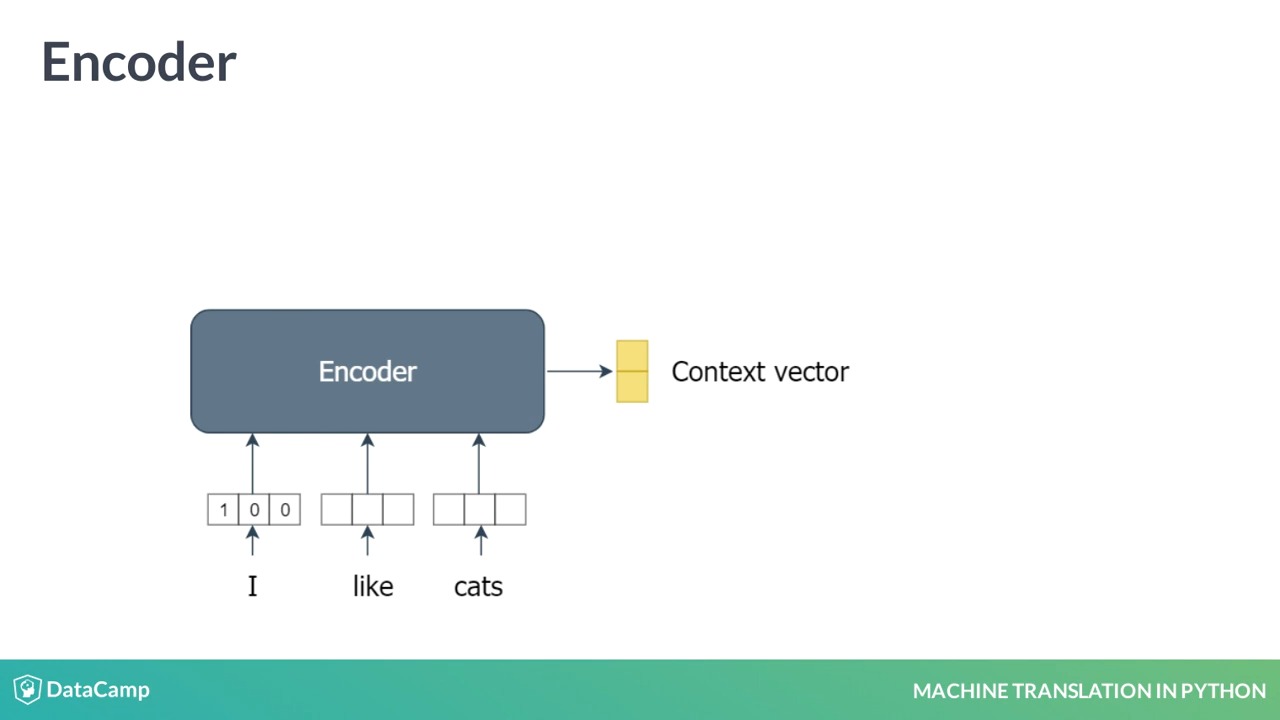 Encoder
Encoder
Context vector
1 0 0
I like cats
DataCamp
MACHINE TRANSLATION IN PYTHON